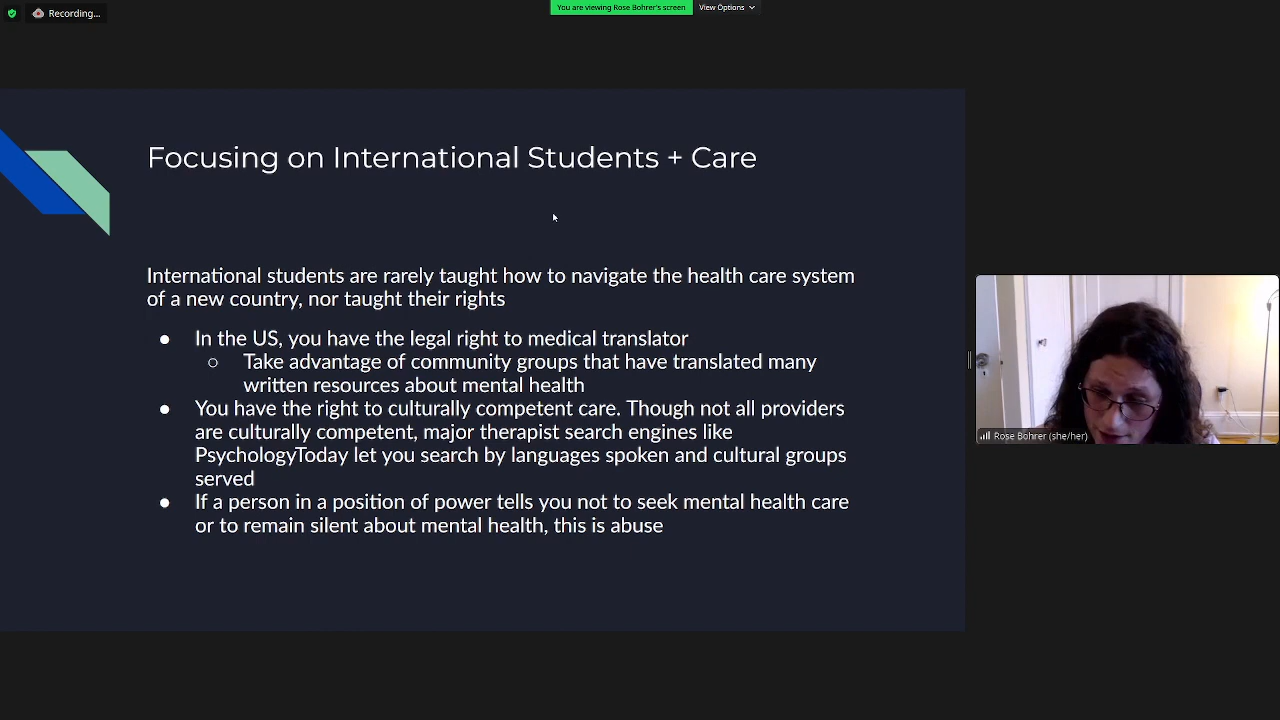 Recording...
You are viewing Rose Bohrer's screen
View Options
Focusing on International Students + Care
International students are rarely taught how to navigate the health care system
of a new country, nor taught their rights
● In the US, you have the legal right to medical translator
○ Take advantage of community groups that have translated many
written resources about mental health
● You have the right to culturally competent care. Though not all providers
are culturally competent, major therapist search engines like
PsychologyToday let you search by languages spoken and cultural groups
served
● If a person in a position of power tells you not to seek mental health care
or to remain silent about mental health, this is abuse
Rose Bohrer (she/her)